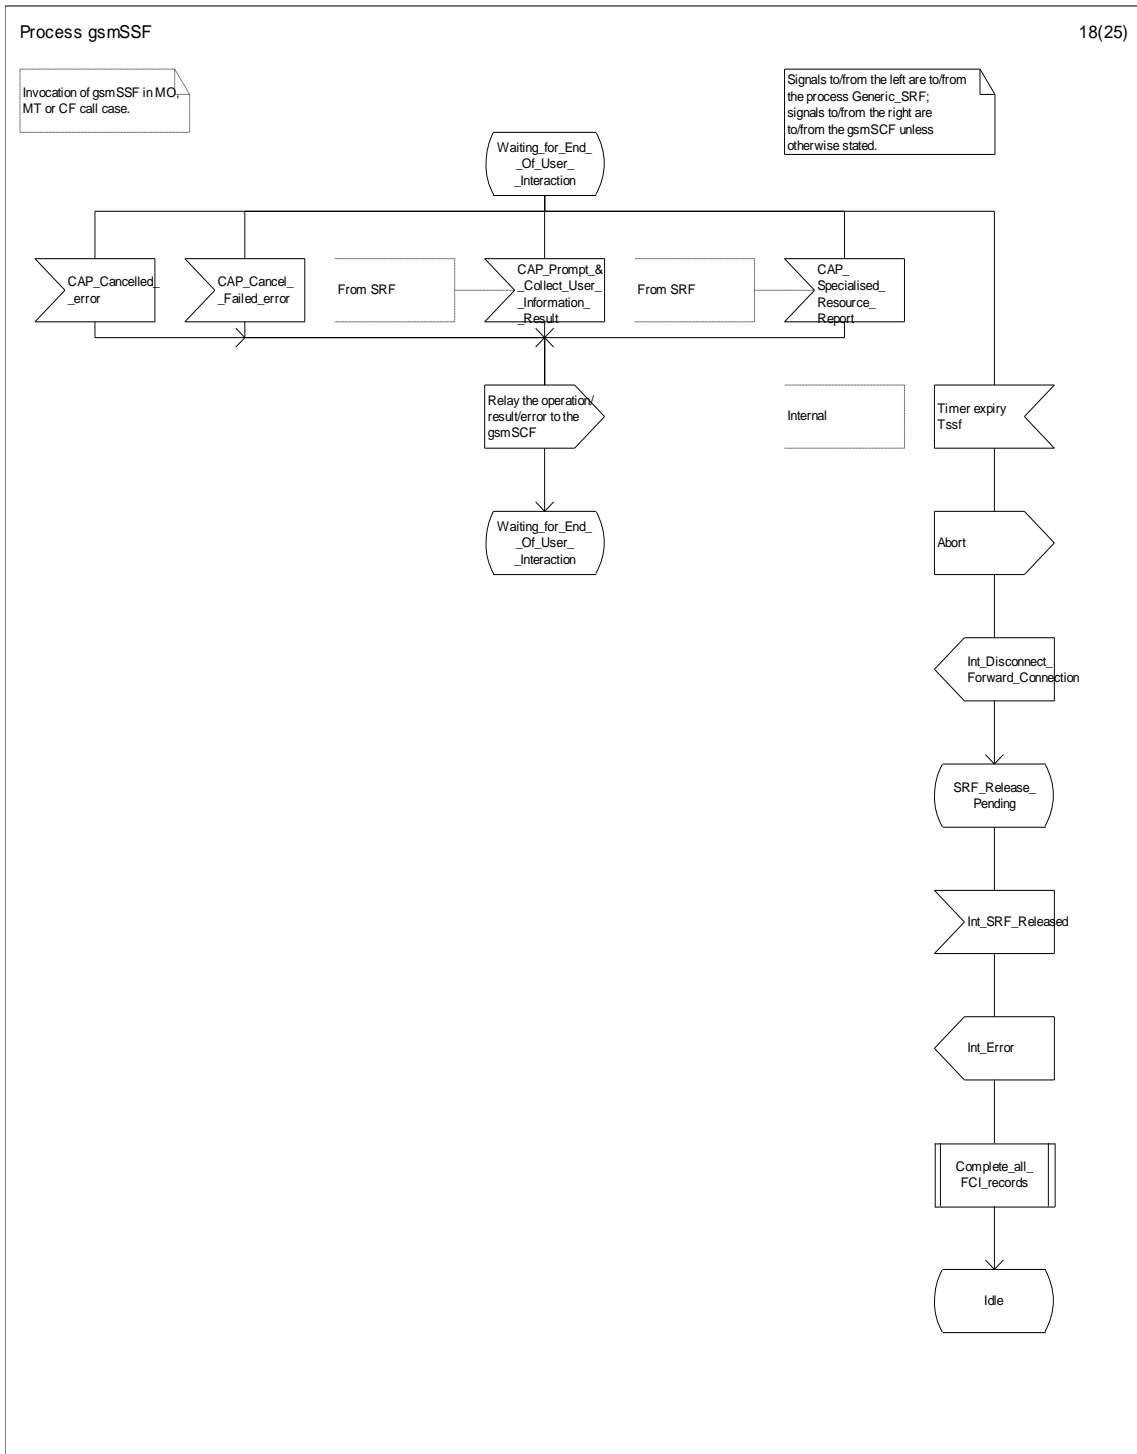 Process gsmSSF
18(25)
Invocation of gsmSSF in MO,
MT or CF call case.
Signals to/from the left are to/from
the process Generic_SRF;
signals to/from the right are
to/from the gsmSCF unless
otherwise stated.
Waiting_for_End_
_Of_User_
_Interaction
CAP_Cancelled_
_error
CAP_Cancel_
_Failed_error
From SRF
CAP_Prompt_&
_Collect_User_
_Information_
_Result
From SRF
CAP_
Specialised_
Resource_
Report
Relay the operation/
result/error to the
gsmSCF
Internal
Timer expiry
Tssf
Waiting_for_End_
_Of_User_
_Interaction
Abort
Int_Disconnect_
Forward_Connection
SRF_Release_
Pending
Int_SRF_Released
Int_Error
Complete_all_
FCI_records
Idle